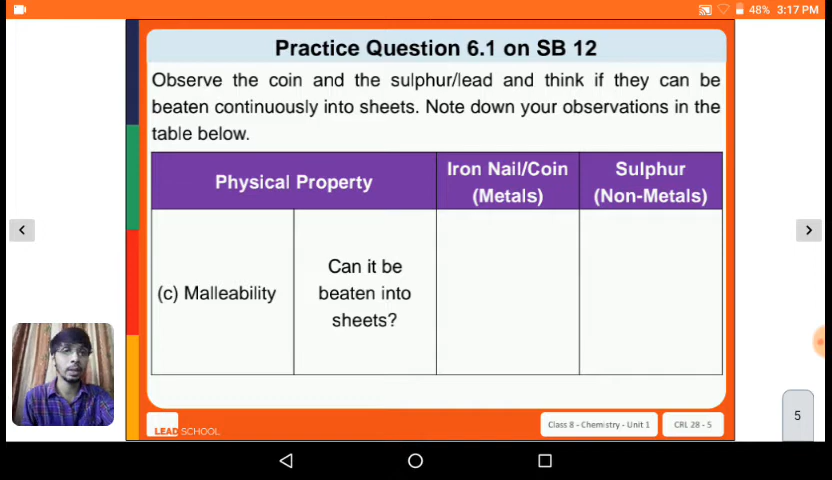 48% 3:17 PM
Practice Question 6.1 on SB 12
Observe the coin and the sulphur/lead and think if they can be
beaten continuously into sheets. Note down your observations in the
table below.
Physical Property
Iron Nail/Coin
(Metals)
Sulphur
(Non-Metals)
(c) Malleability
Can it be
beaten into
sheets?
5
LEAD SCHOOL
Class 8 - Chemistry - Unit 1
CRL 28 - 5